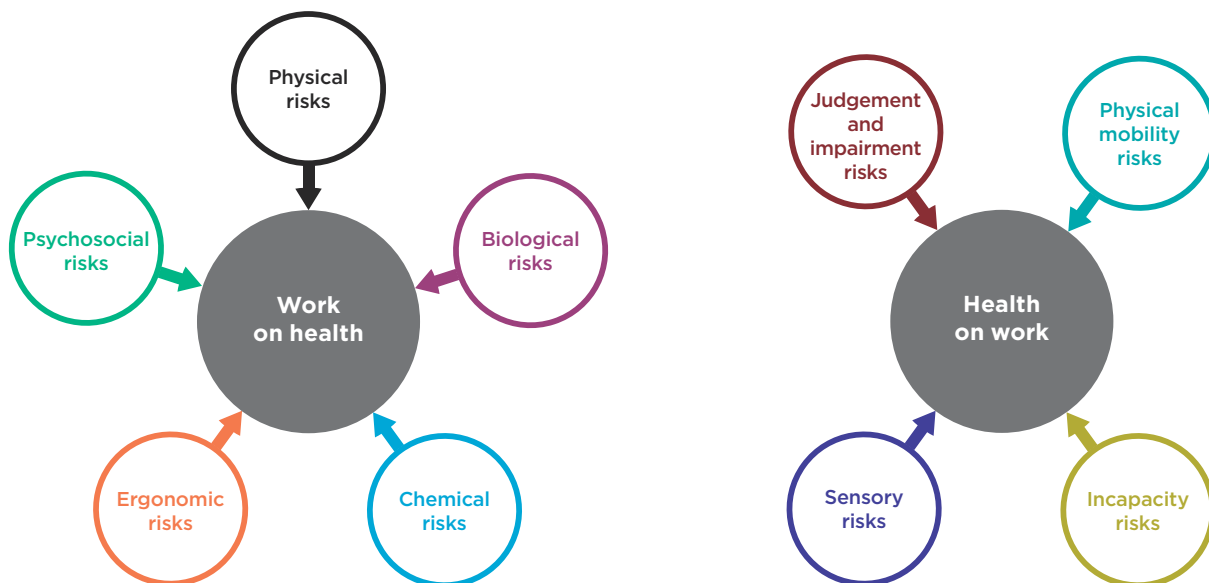 Physical
risks
Psychosocial
risks
Biological
risks
Work
on health
Ergonomic
risks
Chemical
risks
Judgement
and
impairment
risks
Physical
mobility
risks
Health
on work
Sensory
risks
Incapacity
risks